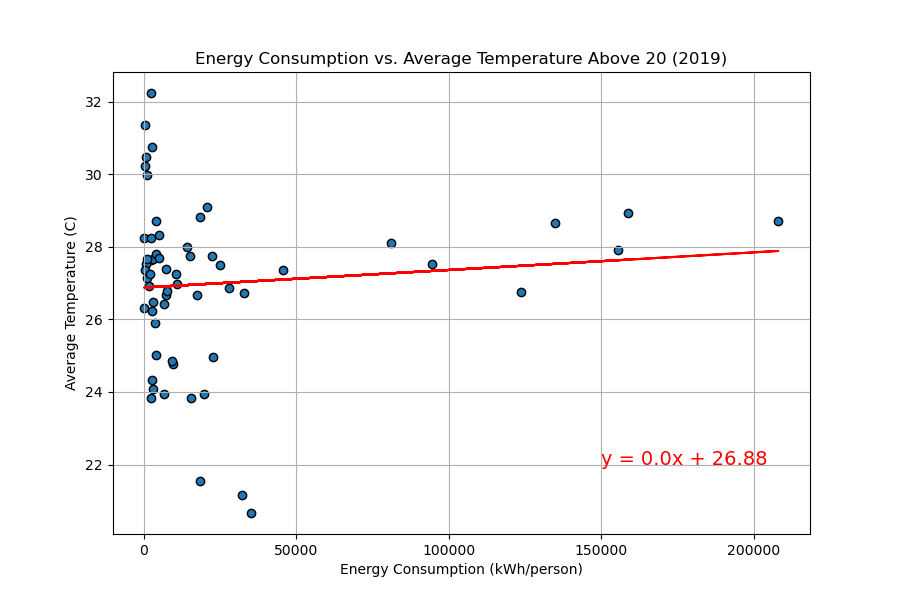 Energy Consumption vs. Average Temperature Above 20 (2019)
Average Temperature (C)
32
30
28
26
24
22
y = 0.0x + 26.88
0 50000 100000 150000 200000
Energy Consumption (kWh/person)